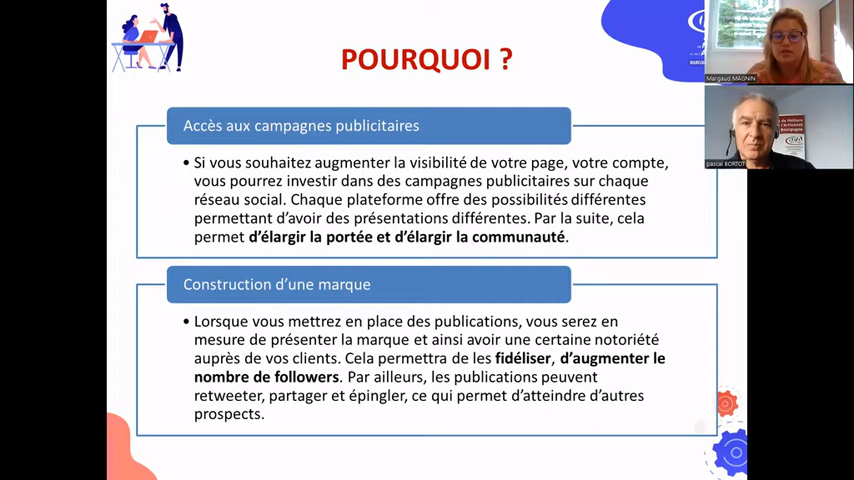 POURQUOI ?
Margaud MAGNIN
pascal BORTOT
Accès aux campagnes publicitaires
• Si vous souhaitez augmenter la visibilité de votre page, votre compte,
vous pourrez investir dans des campagnes publicitaires sur chaque
réseau social. Chaque plateforme offre des possibilités différentes
permettant d'avoir des présentations différentes. Par la suite, cela
permet d'élargir la portée et d'élargir la communauté.
Construction d'une marque
• Lorsque vous mettrez en place des publications, vous serez en
mesure de présenter la marque et ainsi avoir une certaine notoriété
auprès de vos clients. Cela permettra de les fidéliser, d'augmenter le
nombre de followers. Par ailleurs, les publications peuvent
retweeter, partager et épingler, ce qui permet d'atteindre d'autres
prospects.